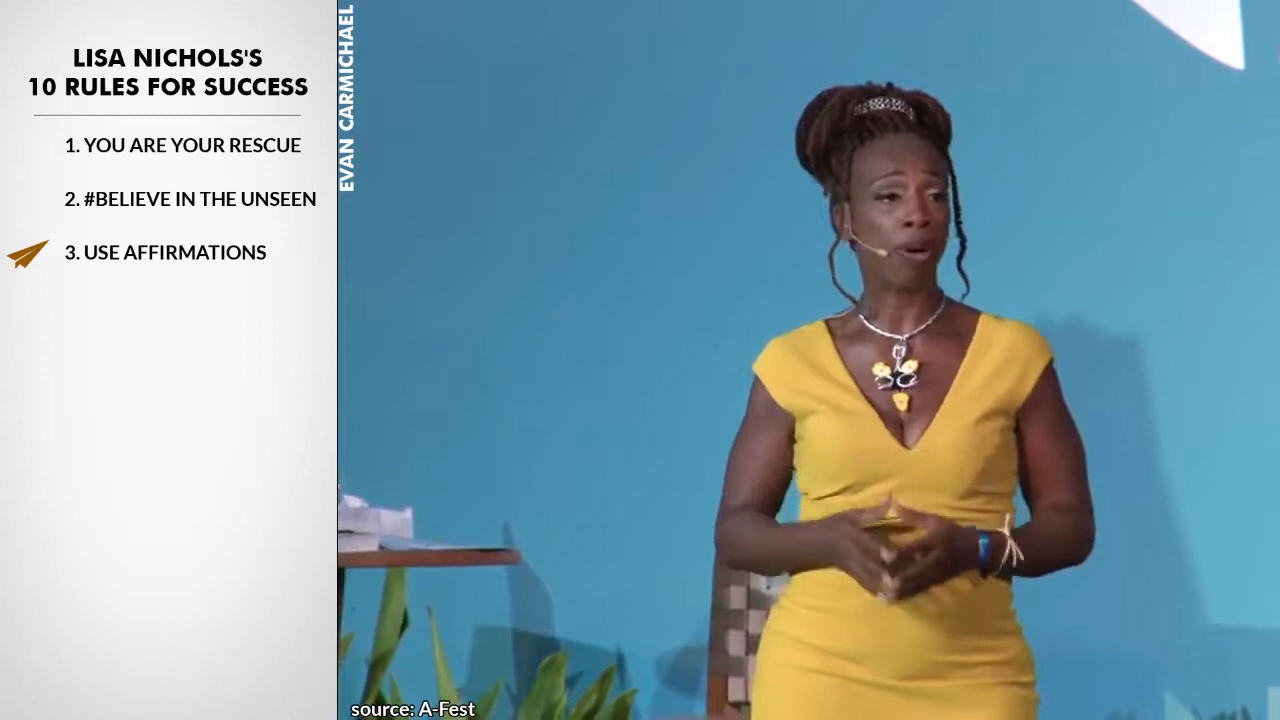 LISA NICHOLS'S
10 RULES FOR SUCCESS
1. YOU ARE YOUR RESCUE
2. #BELIEVE IN THE UNSEEN
3. USE AFFIRMATIONS
EVAN CARMICHAEL
source: A-Fest